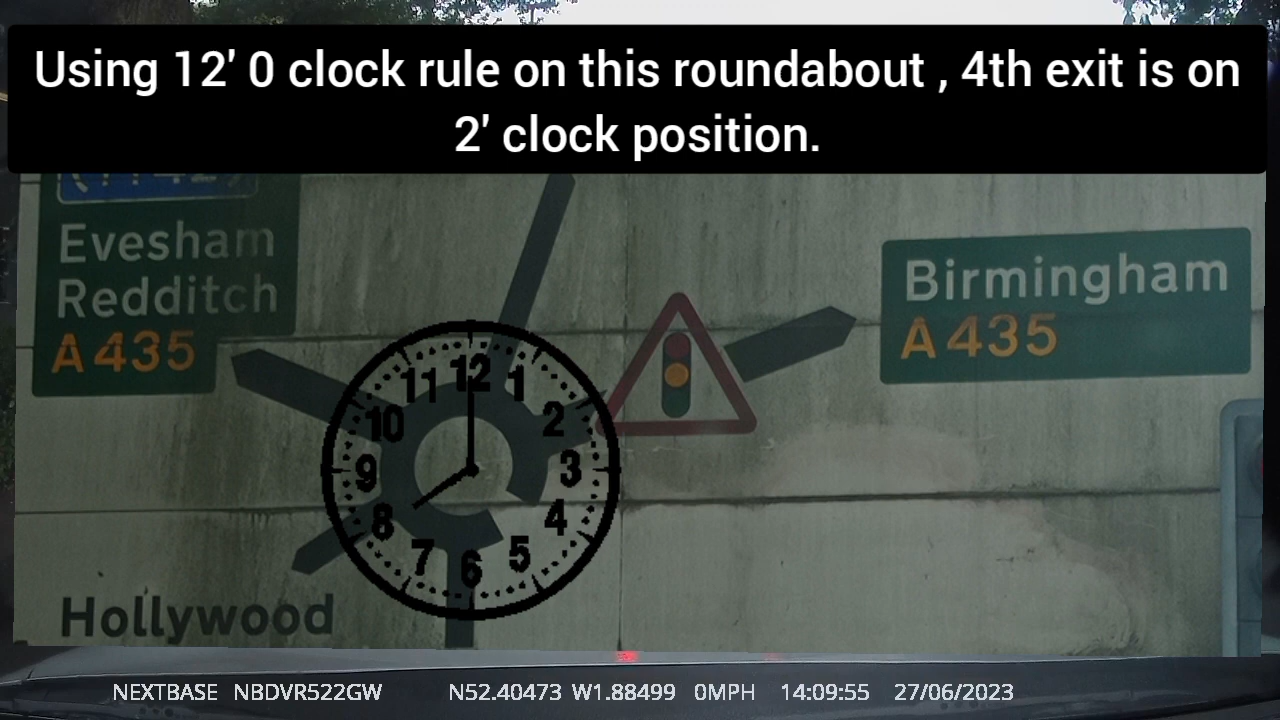 Using 12' 0 clock rule on this roundabout , 4th exit is on
2' clock position.
Evesham
Redditch
A435
Birmingham
A435
12
11
1
10
2
9
3
8
4
7
5
6
Hollywood
NEXTBASE NBDVR522GW N52.40473 W1.88499 0MPH 14:09:55 27/06/2023